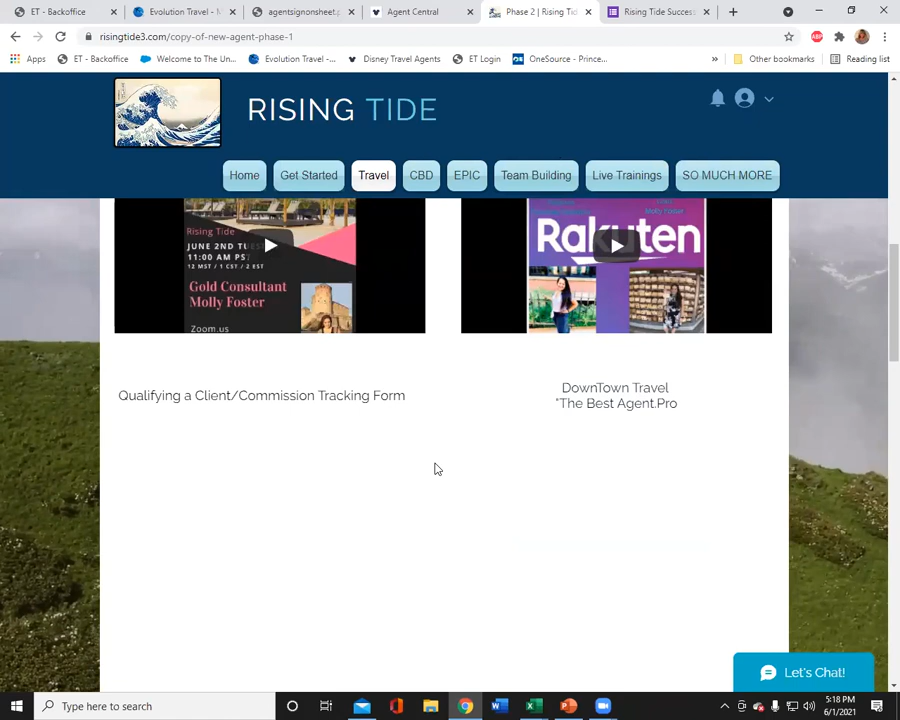 ET - Backoffice
Evolution Travel - M
agentsignonsheet.p
Agent Central
Phase 2 | Rising Tid
Rising Tide Success
risingtide3.com/copy-of-new-agent-phase-1
Apps
ET - Backoffice
Welcome to The Un...
Evolution Travel -...
Disney Travel Agents
ET Login
OneSource - Prince...
»
Other bookmarks
Reading list
RISING TIDE
Home
Get Started
Travel
CBD
EPIC
Team Building
Live Trainings
SO MUCH MORE
Rising Tide
JUNE 2ND TUES
11:00 AM PS
12 MST / 1 CST / 2 EST
Gold Consultant
Molly Foster
Zoom.us
Molly Foster
Rakuten
Qualifying a Client/Commission Tracking Form
DownTown Travel
"The Best Agent.Pro
Let's Chat!
Type here to search
5:18 PM
6/1/2021